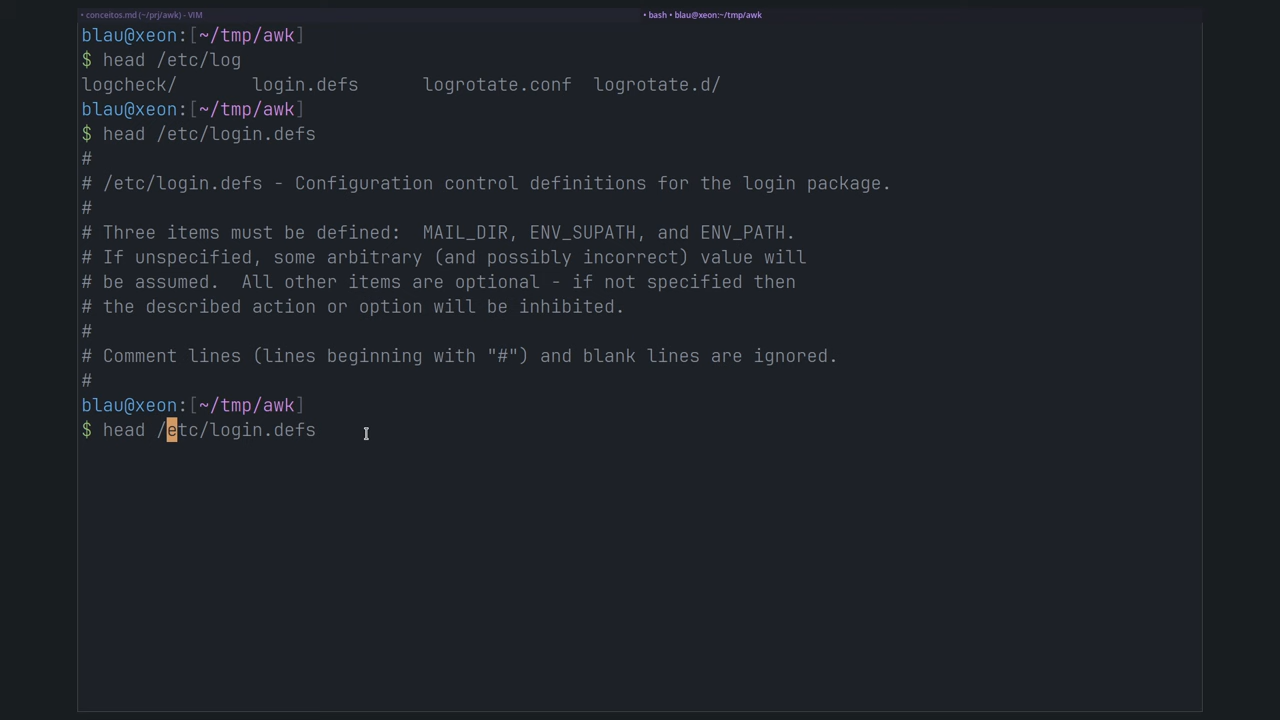 • conceitos.md (~/prj/awk) - VIM
• bash • blau@xeon:~/tmp/awk
blau@xeon:[~/tmp/awk]
$ head /etc/log
logcheck/       login.defs      logrotate.conf  logrotate.d/
blau@xeon:[~/tmp/awk]
$ head /etc/login.defs
#
# /etc/login.defs - Configuration control definitions for the login package.
#
# Three items must be defined:  MAIL_DIR, ENV_SUPATH, and ENV_PATH.
# If unspecified, some arbitrary (and possibly incorrect) value will
# be assumed.  All other items are optional - if not specified then
# the described action or option will be inhibited.
#
# Comment lines (lines beginning with "#") and blank lines are ignored.
#
blau@xeon:[~/tmp/awk]
$ head /etc/login.defs